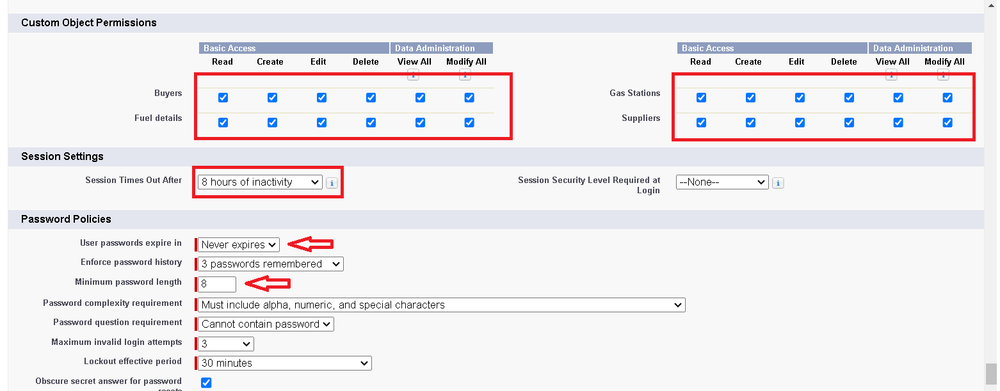 Custom Object Permissions
Basic Access Data Administration Basic Access Data Administration
Read Create Edit Delete View All Modify All Read Create Edit Delete View All Modify All
i i i i
Buyers Gas Stations
Fuel details Suppliers
Session Settings
Session Times Out After 8 hours of inactivity i Session Security Level Required at Login --None-- i
Password Policies
User passwords expire in Never expires
Enforce password history 3 passwords remembered
Minimum password length 8
Password complexity requirement Must include alpha, numeric, and special characters
Password question requirement Cannot contain password
Maximum invalid login attempts 3
Lockout effective period 30 minutes
Obscure secret answer for password